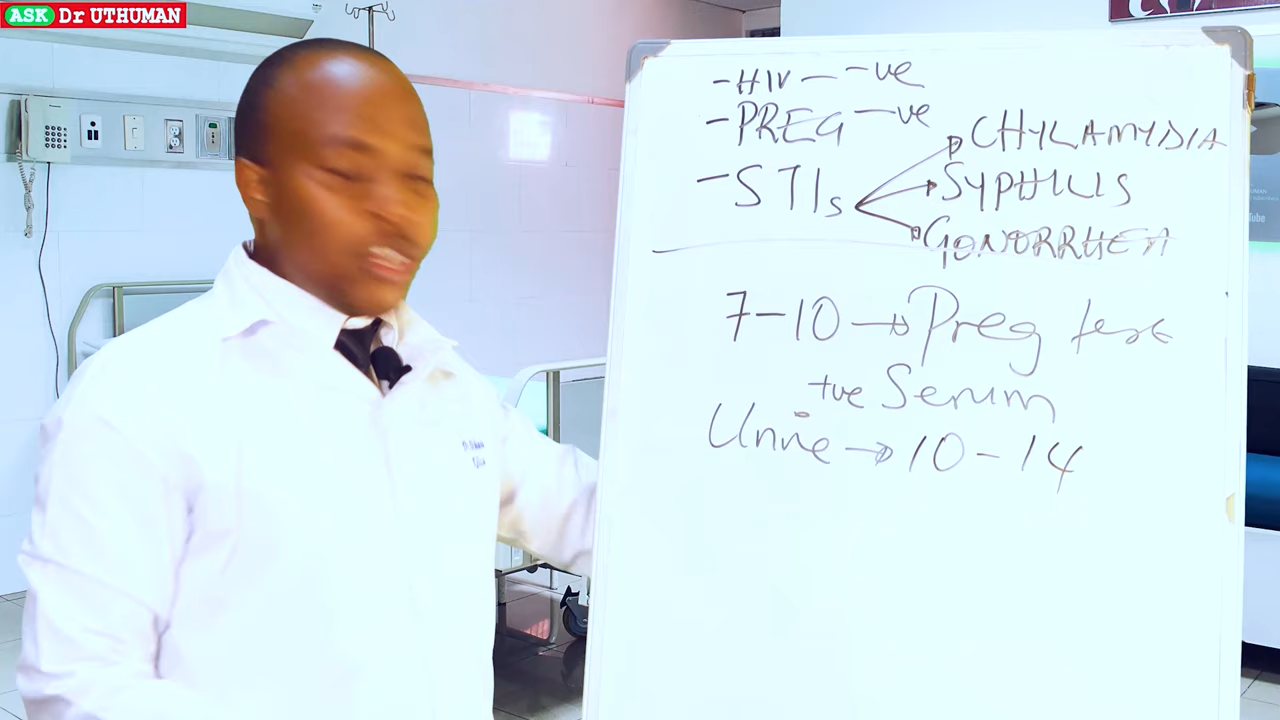 ASK Dr UTHUMAN
-HIV — -ve
-PREG — -ve
-STIs
CHYLAMYDIA
SYPHILIS
GONORRHEA
7-10 → Preg test
+ve Serum
Urine → 10-14